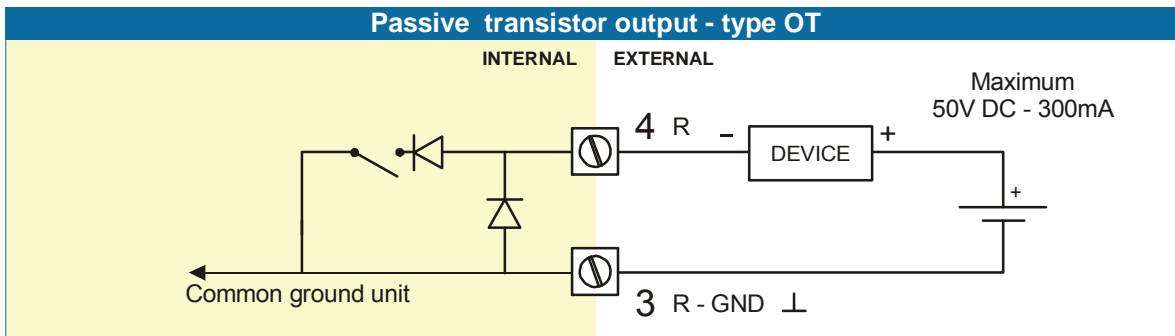 Passive transistor output - type OT
INTERNAL EXTERNAL
Maximum
50V DC - 300mA
4 R - DEVICE +
+
Common ground unit
3 R - GND ⊥